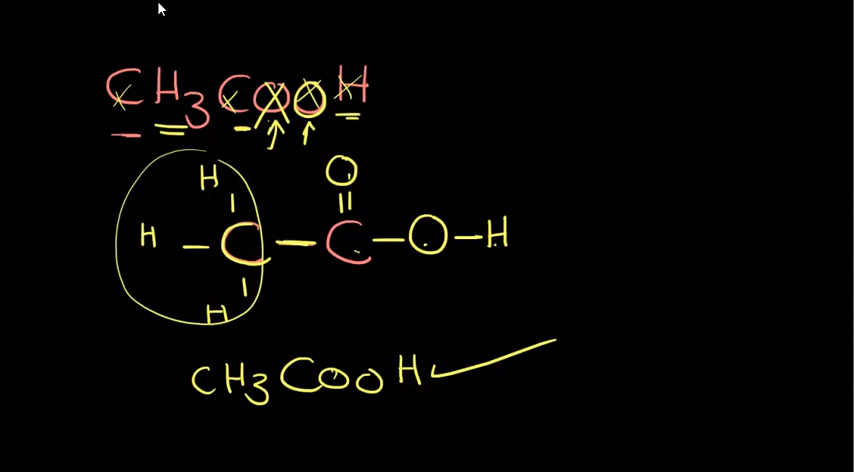 CH3COOH
H O
H – C – C – O – H
H
CH3COOH